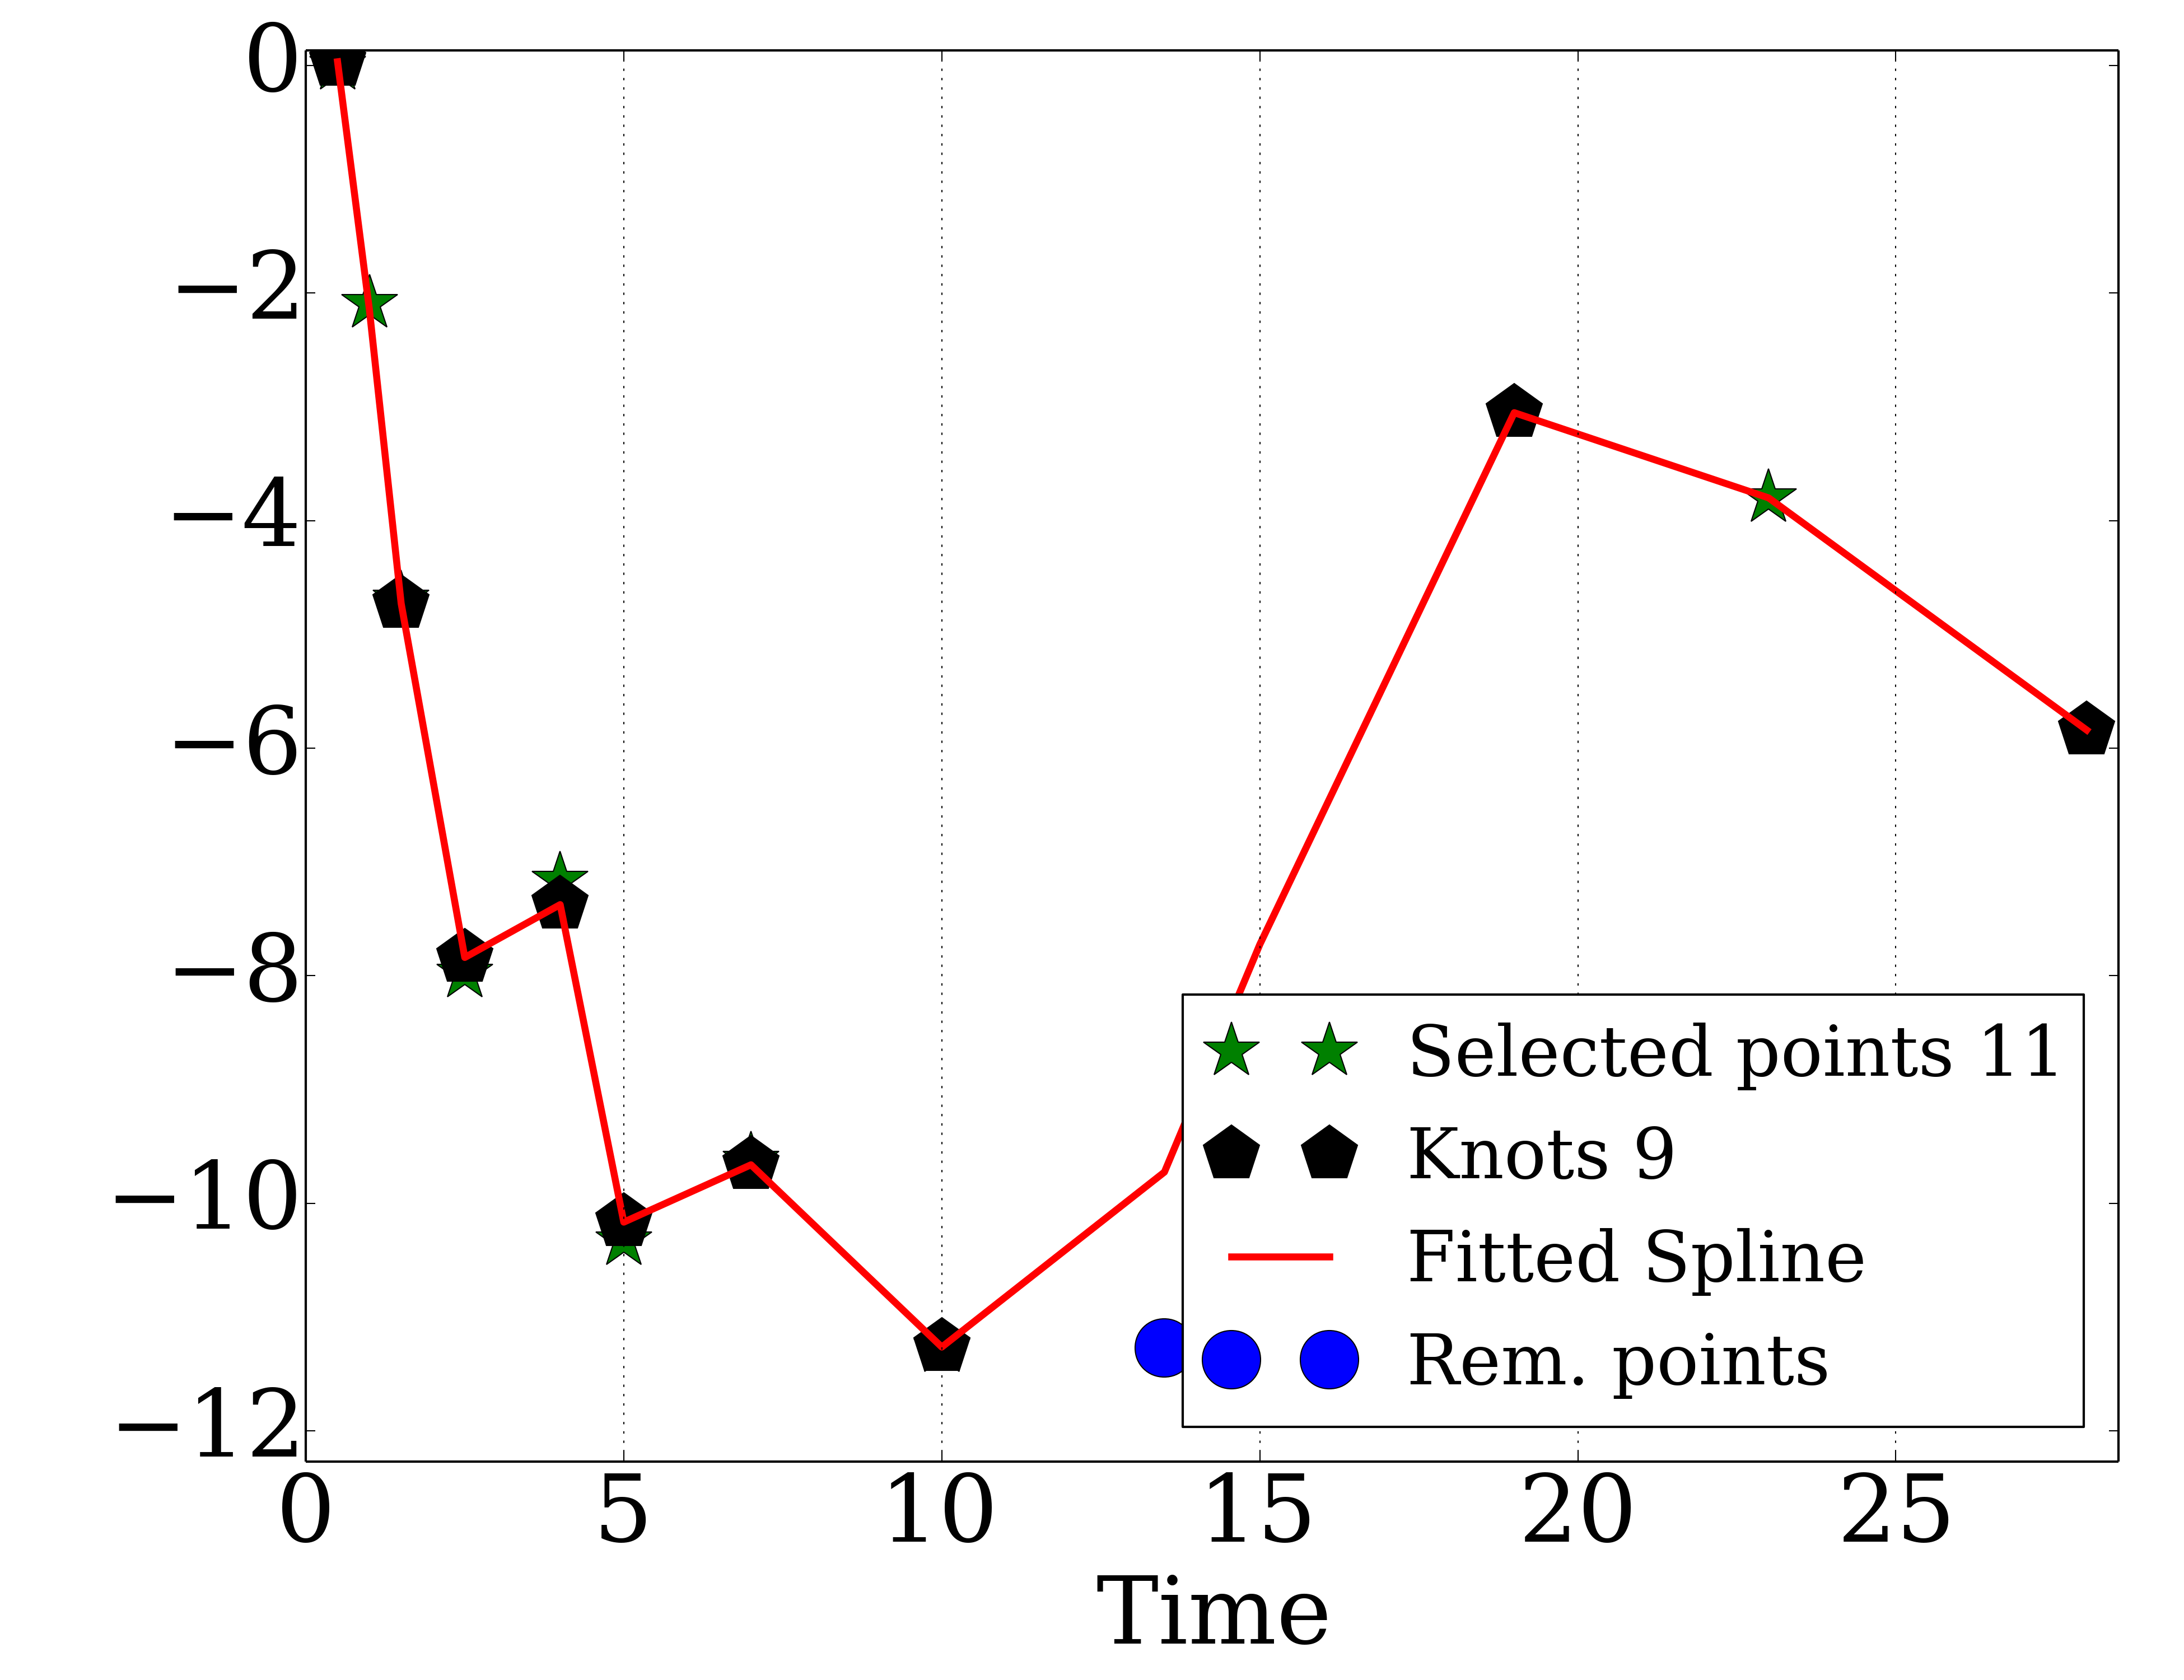 0
−2
−4
−6
−8
−10
−12
0 5 10 15 20 25
Time
Selected points 11
Knots 9
Fitted Spline
Rem. points